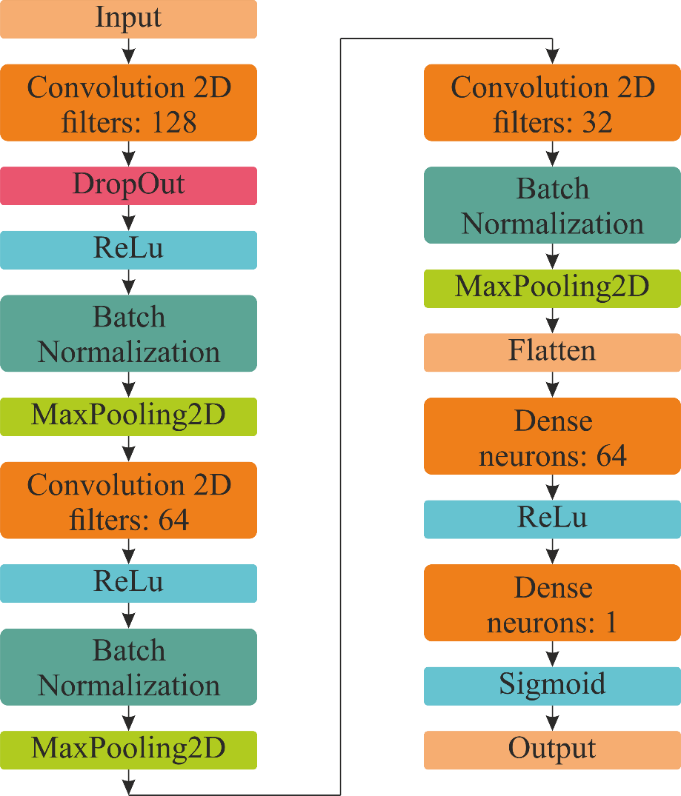 Input
Convolution 2D
filters: 128
DropOut
ReLu
Batch
Normalization
MaxPooling2D
Convolution 2D
filters: 64
ReLu
Batch
Normalization
MaxPooling2D
Convolution 2D
filters: 32
Batch
Normalization
MaxPooling2D
Flatten
Dense
neurons: 64
ReLu
Dense
neurons: 1
Sigmoid
Output